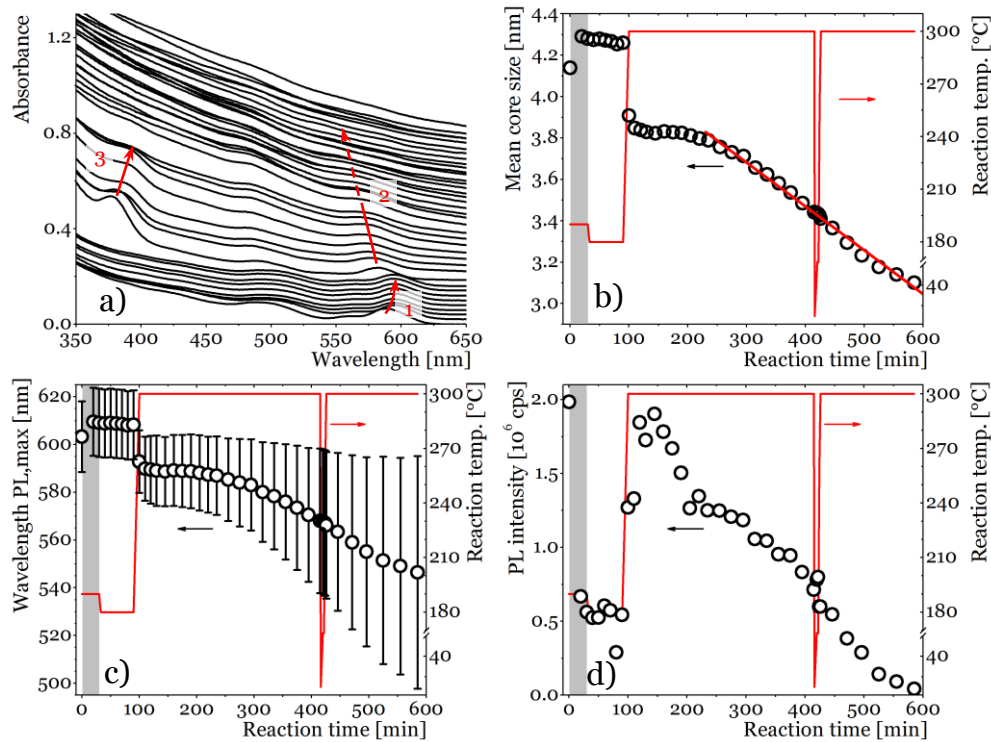 Absorbance
1.2
0.8
0.4
0.0
3
2
1
a)
350 400 450 500 550 600 650
Wavelength [nm]
Mean core size [nm]
4.4
4.2
4.0
3.8
3.6
3.4
3.2
3.0
300
270
240
210
180
40
Reaction temp. [°C]
b)
0 100 200 300 400 500 600
Reaction time [min]
Wavelength PL,max [nm]
620
600
580
560
540
520
500
300
270
240
210
180
40
Reaction temp. [°C]
c)
0 100 200 300 400 500 600
Reaction time [min]
PL intensity [10⁶ cps]
2.0
1.5
1.0
0.5
0.0
300
270
240
210
180
40
Reaction temp. [°C]
d)
0 100 200 300 400 500 600
Reaction time [min]